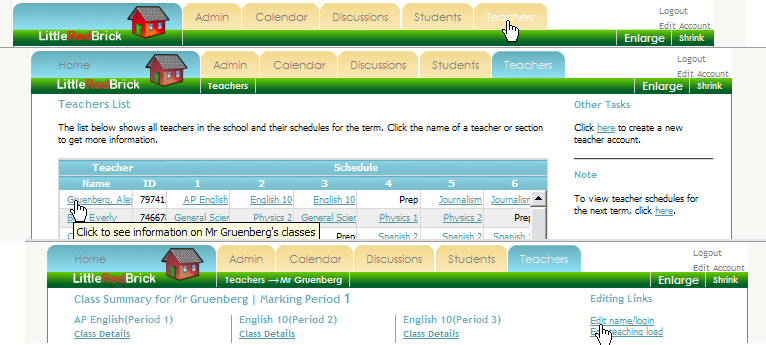 Admin Calendar Discussions Students Teachers
Logout
Edit Account
LittleRedBrick
Enlarge Shrink
Home Admin Calendar Discussions Students Teachers
Logout
Edit Account
LittleRedBrick Teachers
Enlarge Shrink
Teachers List
The list below shows all teachers in the school and their schedules for the term. Click the name of a teacher or section
to get more information.
Teacher Schedule
Name ID 1 2 3 4 5 6
Gruenberg, Alex 79741 AP English English 10 English 10 Prep Journalism Journalism
Everly 74667 General Scien Physics 2 General Scien Physics 1 Physics 2 Prep
Prep Spanish 2 Spanish 2
Click to see information on Mr Gruenberg's classes
Other Tasks
Click here to create a new
teacher account.
Note
To view teacher schedules for
the next term, click here.
Home Admin Calendar Discussions Students Teachers
Logout
Edit Account
LittleRedBrick Teachers →Mr Gruenberg
Enlarge Shrink
Class Summary for Mr Gruenberg | Marking Period 1
AP English(Period 1) English 10(Period 2) English 10(Period 3)
Class Details Class Details Class Details
Editing Links
Edit name/login
teaching load